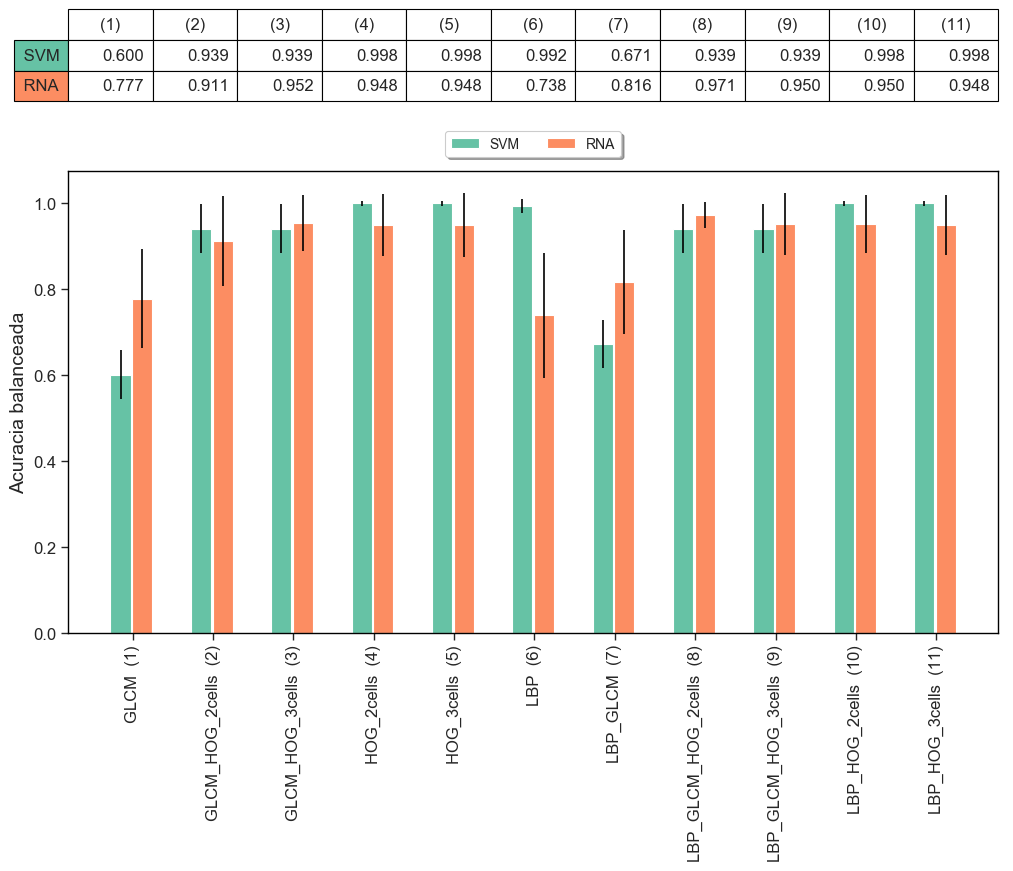 (1) (2) (3) (4) (5) (6) (7) (8) (9) (10) (11)
SVM 0.600 0.939 0.939 0.998 0.998 0.992 0.671 0.939 0.939 0.998 0.998
RNA 0.777 0.911 0.952 0.948 0.948 0.738 0.816 0.971 0.950 0.950 0.948
SVM RNA
Acuracia balanceada
1.0
0.8
0.6
0.4
0.2
0.0
GLCM (1)
GLCM_HOG_2cells (2)
GLCM_HOG_3cells (3)
HOG_2cells (4)
HOG_3cells (5)
LBP (6)
LBP_GLCM (7)
LBP_GLCM_HOG_2cells (8)
LBP_GLCM_HOG_3cells (9)
LBP_HOG_2cells (10)
LBP_HOG_3cells (11)